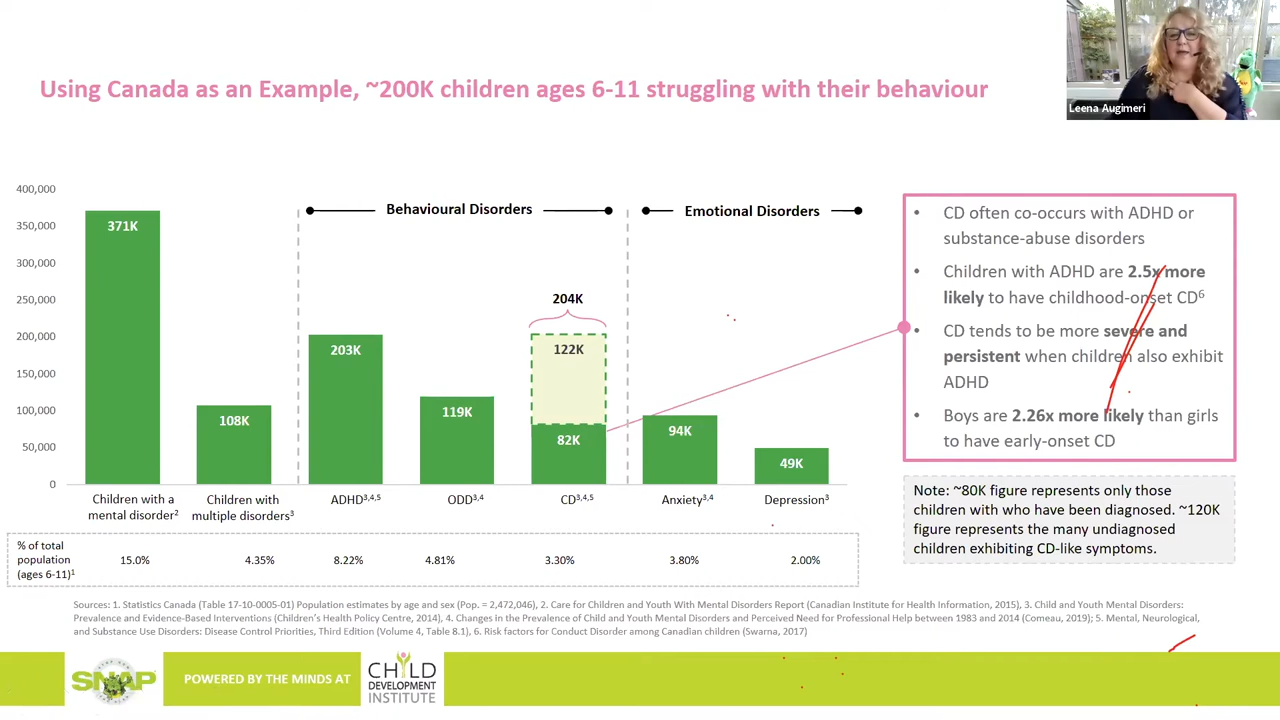 Leena Augimeri
Using Canada as an Example, ~200K children ages 6-11 struggling with their behaviour
400,000
350,000
300,000
250,000
200,000
150,000
100,000
50,000
0
Behavioural Disorders
Emotional Disorders
371K
108K
203K
119K
204K
122K
82K
94K
49K
Children with a
mental disorder²
Children with
multiple disorders³
ADHD³,⁴,⁵
ODD³,⁴
CD³,⁴,⁵
Anxiety³,⁴
Depression³
% of total
population
(ages 6-11)¹
15.0%
4.35%
8.22%
4.81%
3.30%
3.80%
2.00%
• CD often co-occurs with ADHD or
substance-abuse disorders
• Children with ADHD are 2.5x more
likely to have childhood-onset CD⁶
• CD tends to be more severe and
persistent when children also exhibit
ADHD
• Boys are 2.26x more likely than girls
to have early-onset CD
Note: ~80K figure represents only those
children with who have been diagnosed. ~120K
figure represents the many undiagnosed
children exhibiting CD-like symptoms.
Sources: 1. Statistics Canada (Table 17-10-0005-01) Population estimates by age and sex (Pop. = 2,472,046), 2. Care for Children and Youth With Mental Disorders Report (Canadian Institute for Health Information, 2015), 3. Child and Youth Mental Disorders:
Prevalence and Evidence-Based Interventions (Children's Health Policy Centre, 2014), 4. Changes in the Prevalence of Child and Youth Mental Disorders and Perceived Need for Professional Help between 1983 and 2014 (Comeau, 2019); 5. Mental, Neurological,
and Substance Use Disorders: Disease Control Priorities, Third Edition (Volume 4, Table 8.1), 6. Risk factors for Conduct Disorder among Canadian children (Swarna, 2017)
SNAP
POWERED BY THE MINDS AT
CHILD
DEVELOPMENT
INSTITUTE